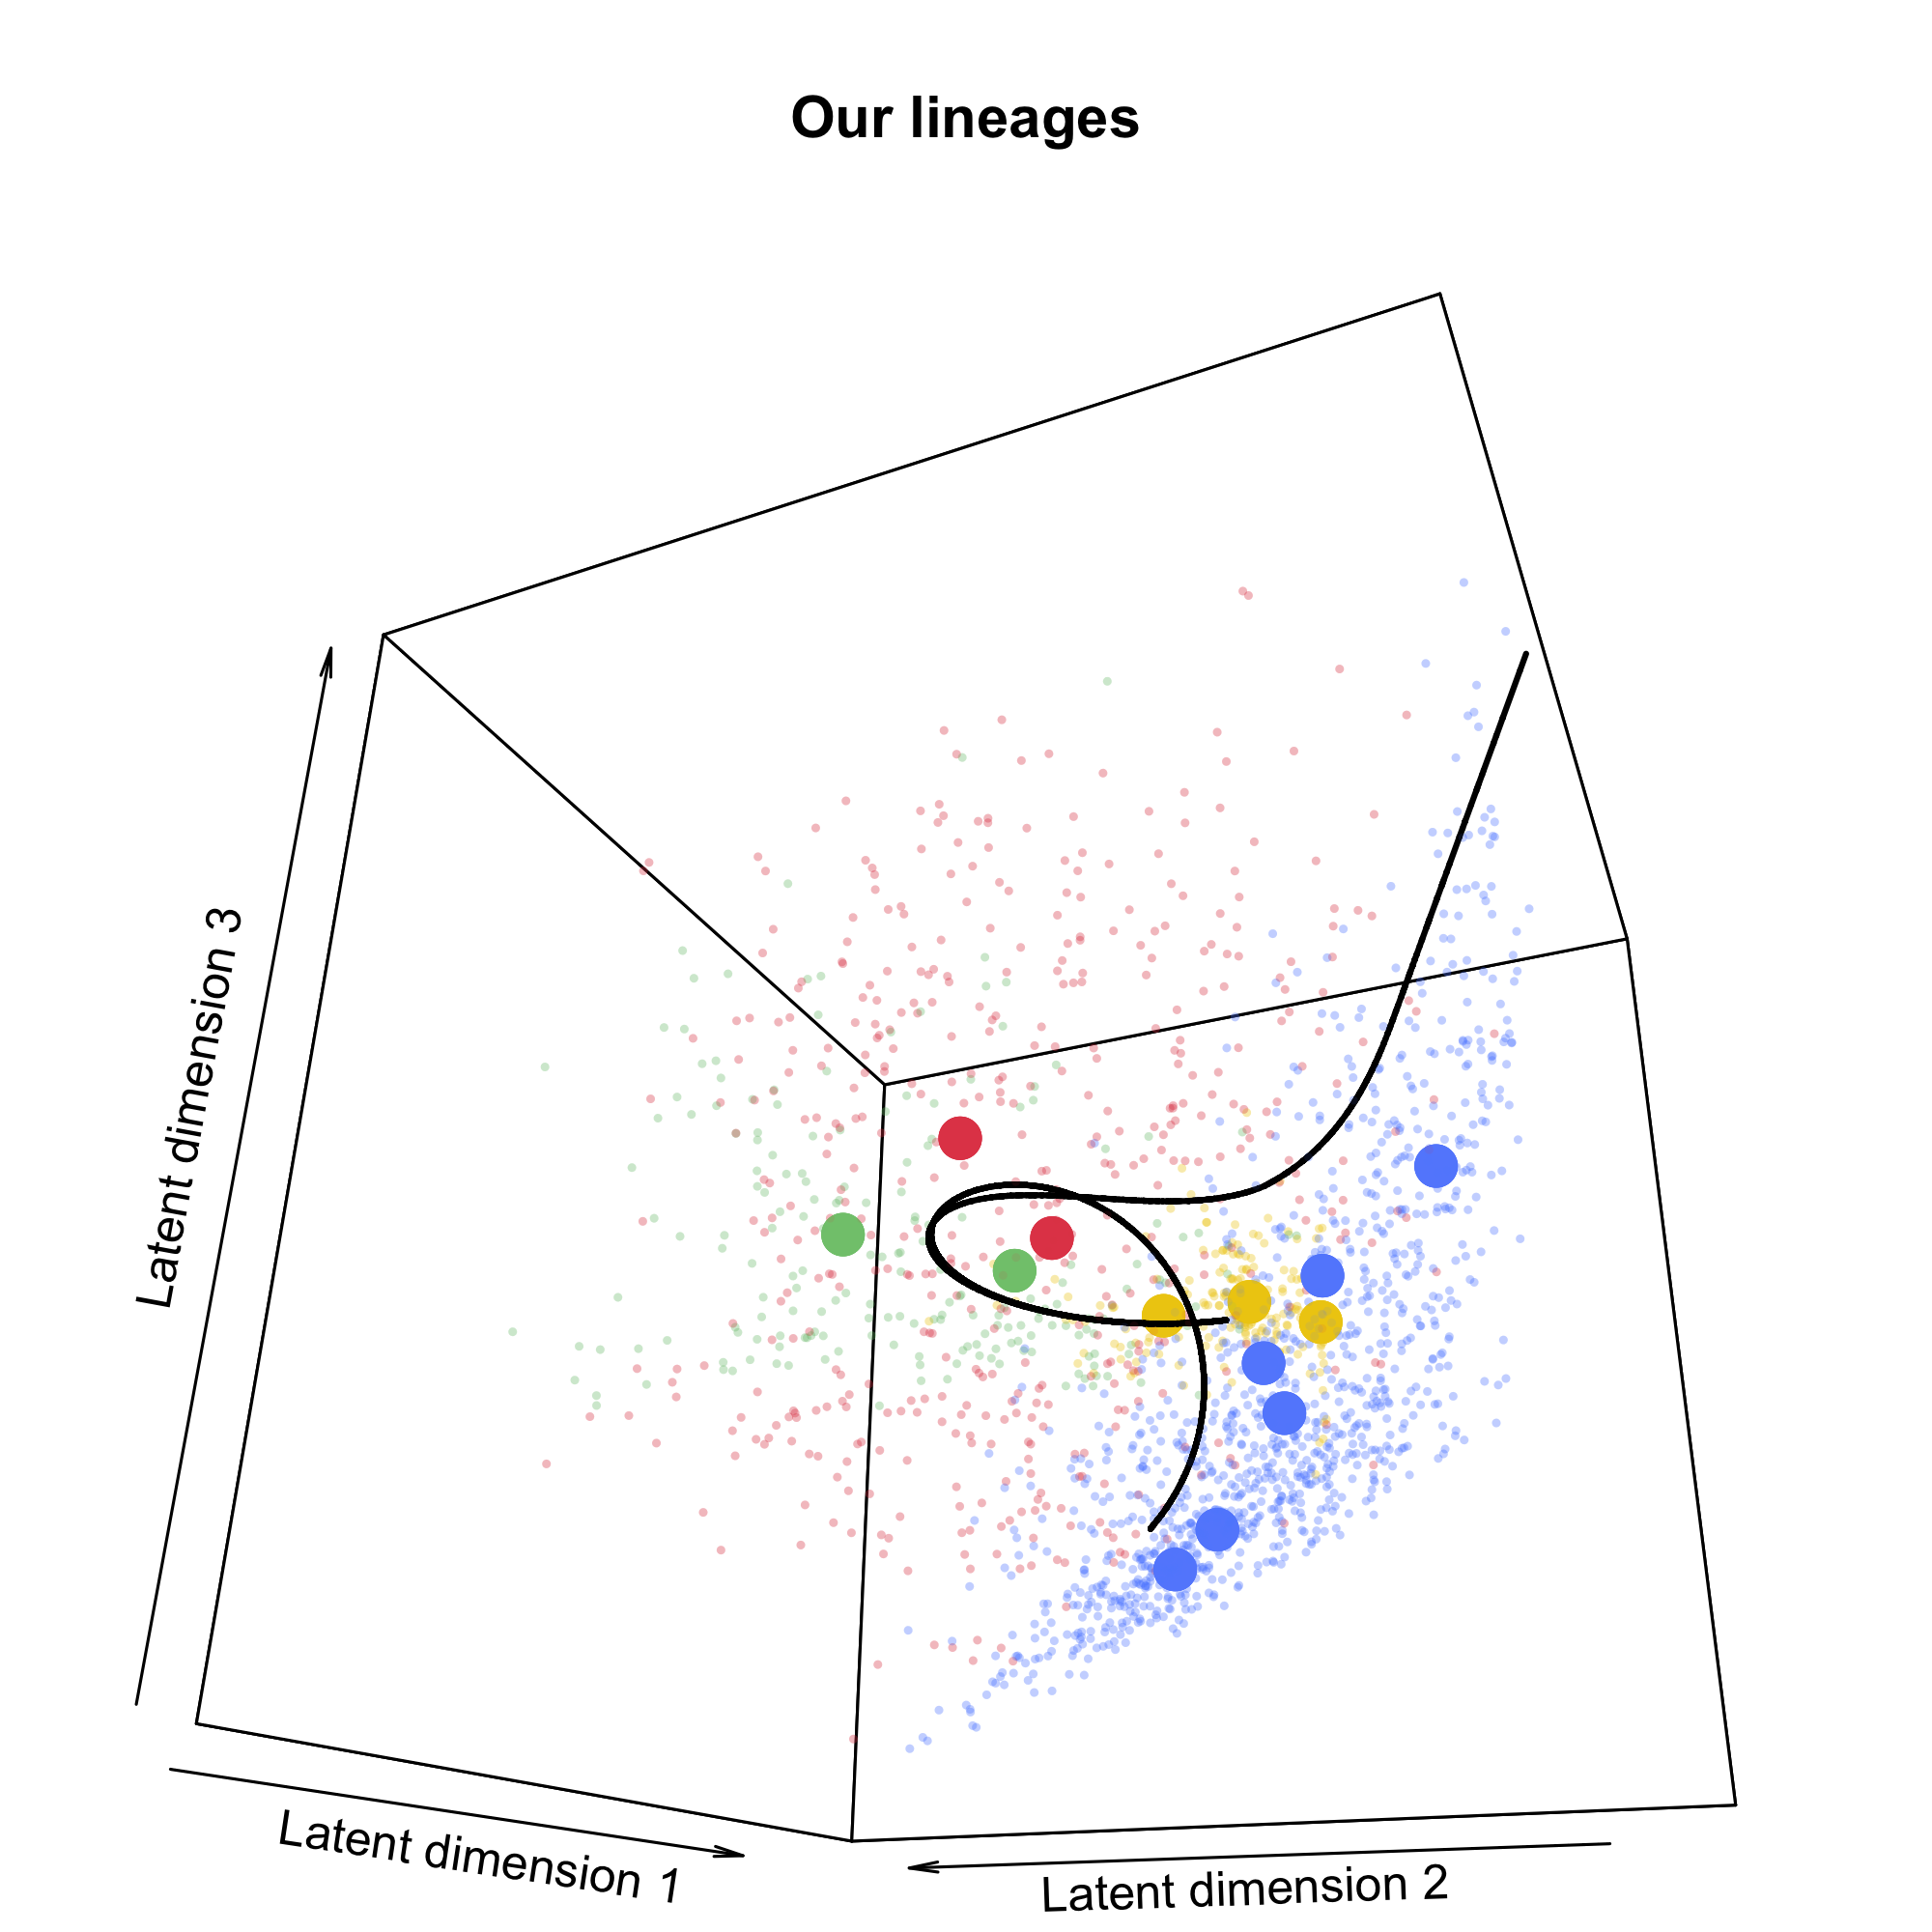 Our lineages
Latent dimension 3
Latent dimension 1
Latent dimension 2